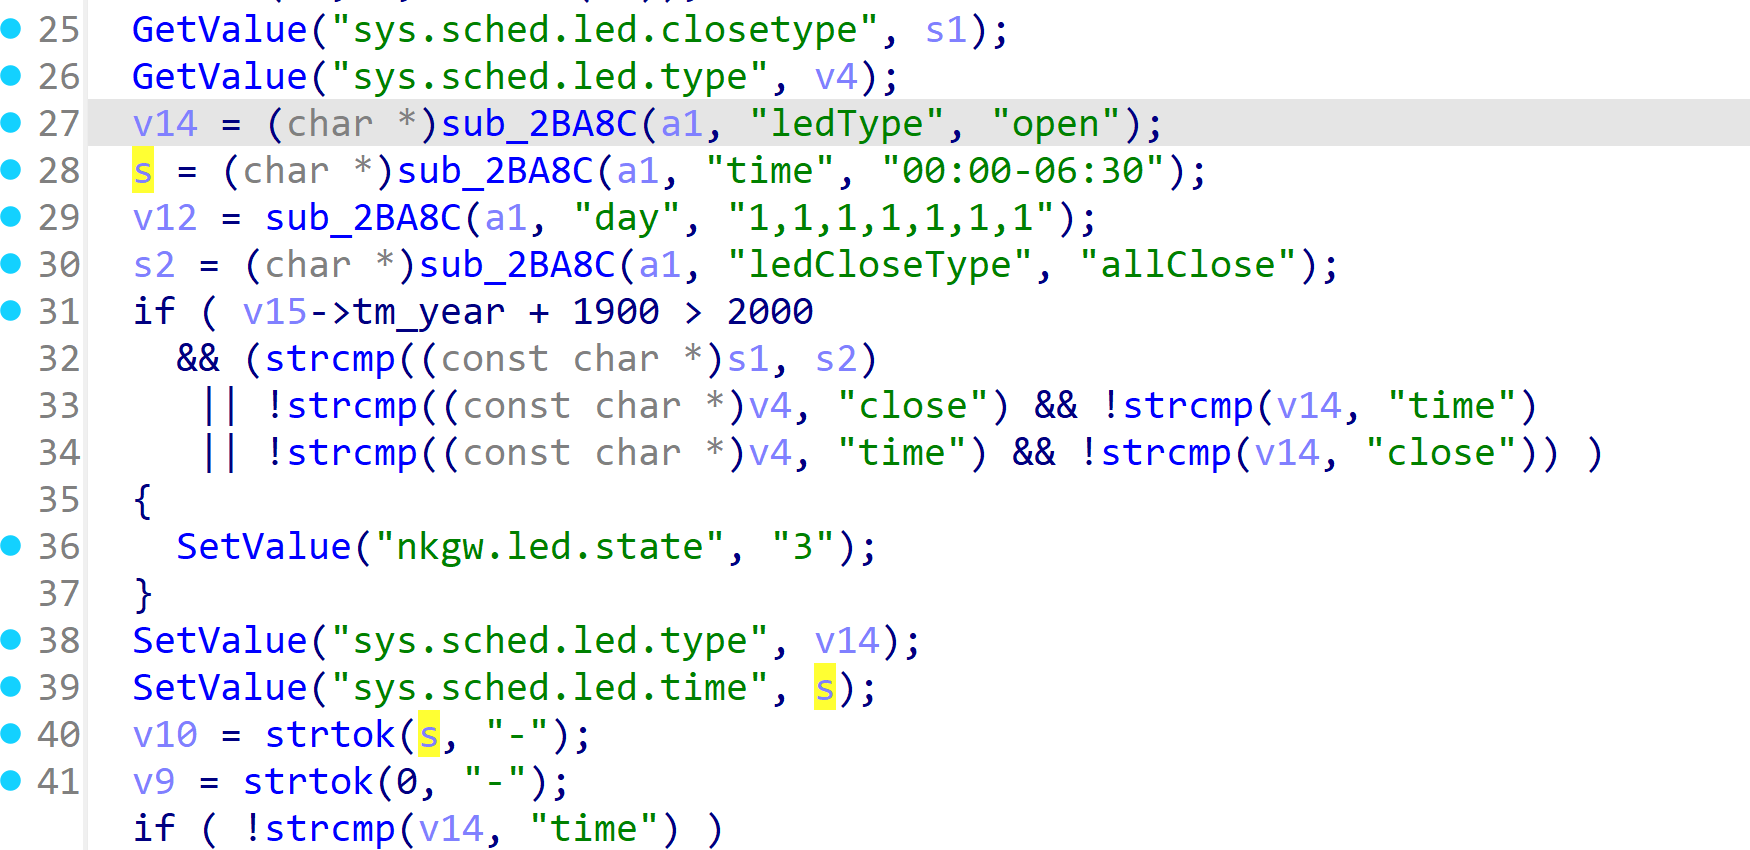 25 GetValue("sys.sched.led.closetype", s1);
26 GetValue("sys.sched.led.type", v4);
27 v14 = (char *)sub_2BA8C(a1, "ledType", "open");
28 s = (char *)sub_2BA8C(a1, "time", "00:00-06:30");
29 v12 = sub_2BA8C(a1, "day", "1,1,1,1,1,1,1");
30 s2 = (char *)sub_2BA8C(a1, "ledCloseType", "allClose");
31 if ( v15->tm_year + 1900 > 2000
32 && (strcmp((const char *)s1, s2)
33 || !strcmp((const char *)v4, "close") && !strcmp(v14, "time")
34 || !strcmp((const char *)v4, "time") && !strcmp(v14, "close")) )
35 {
36 SetValue("nkgw.led.state", "3");
37 }
38 SetValue("sys.sched.led.type", v14);
39 SetValue("sys.sched.led.time", s);
40 v10 = strtok(s, "-");
41 v9 = strtok(0, "-");
if ( !strcmp(v14, "time") )